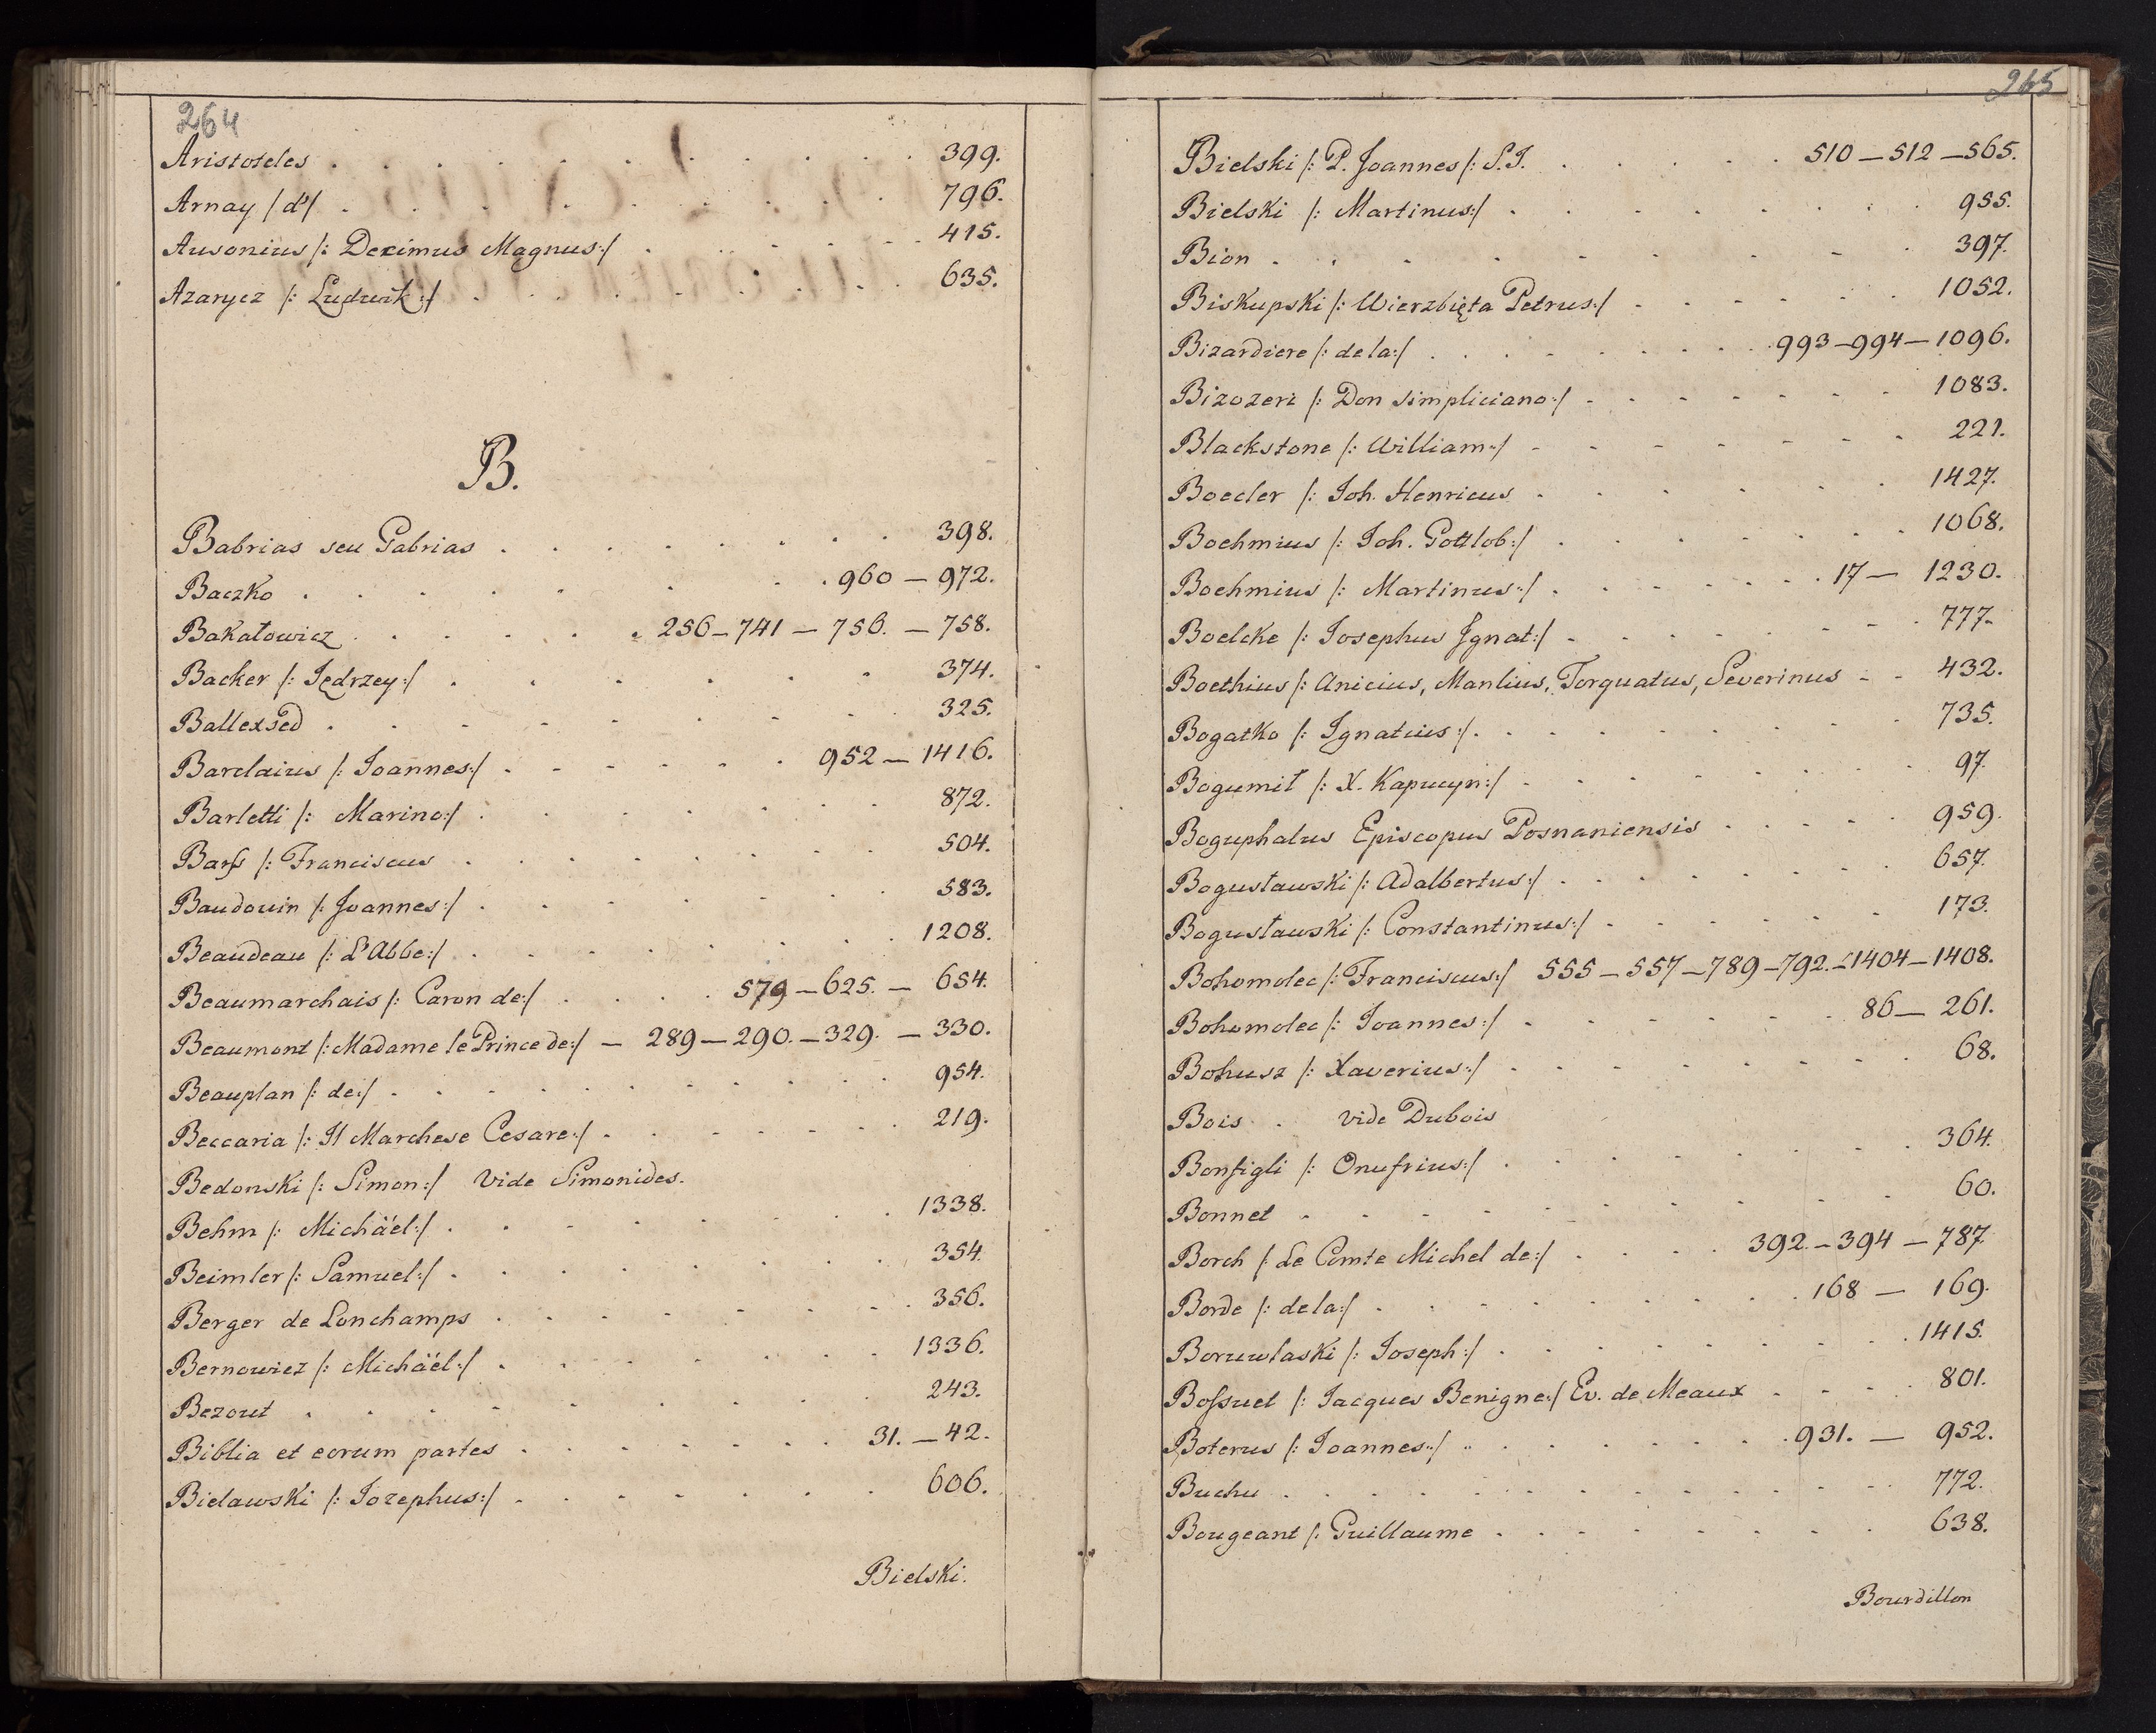 264
Aristoteles . . . . . . . . . . 399.
Arnay /d'/ . . . . . . . . . 796.
Ausonius /: Decimus Magnus:/ . . . . . . 415.
Azarycz /: Ludwik:/ . . . . . . . . 635.
B.
Babrias seu Gabrias . . . . . . . . 398.
Baczko . . . . . . . . 960 — 972.
Bakałowicz . . . . . . 256 — 741 — 756. — 758.
Backer /: Jędrzey:/ . . . . . . . 374.
Ballexsed . . . . . . . . 325.
Barclaius /: Joannes:/ . . . . . . 952 — 1416.
Barletti /: Marino:/ . . . . . . . 872.
Barſs /: Franciscus . . . . . . . . 504.
Baudouin /: Joannes:/ . . . . . . . 583.
Beaudeau /: L'Abbe:/ . . . . . . . . 1208.
Beaumarchais /: Caron de:/ . . . . 579 — 625. — 654.
Beaumont /: Madame le Prince de:/ — 289 — 290. — 329. — 330.
Beauplan /: de:/ . . . . . . . . . 954.
Beccaria /: Il Marchese Cesare:/ . . . . . . . 219.
Bedonski /: Simon:/ vide Simonides.
Behm /: Michäel:/ . . . . . . . . 1338.
Beimler /: Samuel:/ . . . . . . . . 354.
Berger de Lonchamps . . . . . . . . 356.
Bernowicz /: Michäel:/ . . . . . . . 1336.
Bezout . . . . . . . . . . 243.
Biblia et eorum partes . . . . . . . 31. — 42.
Bielawski /: Jozephus:/ . . . . . . . 606.
Bielski.
265
Bielski /: P. Joannes /: S.J. . . . . . 510 — 512 — 565.
Bielski /: Martinus:/ . . . . . . . 955.
Bion . . . . . . . . . 397.
Biskupski /: Wierzbięta Petrus:/ . . . . . . 1052.
Bizardiere /: de la:/ . . . . . . . . 993 — 994 — 1096.
Bizozeri /: Don simpliciano:/ . . . . . . . 1083.
Blackstone /: William:/ . . . . . . . 221.
Boecler /: Joh. Henricus . . . . . . . 1427.
Boehmius /: Joh. Gottlob:/ . . . . . . . 1068.
Boehmius /: Martinus:/ . . . . . . . 17 — 1230.
Boelcke /: Josephus Ignat:/ . . . . . . . 777.
Boethius /: Anicius, Manlius, Torquatus, Severinus - - 432.
Bogatko /: Ignatius:/ . . . . . . . . 735.
Bogumił /: X. Kapucyn:/ . . . . . . . . 97.
Boguphalus Episcopus Posnaniensis . . . . . 959.
Bogusławski /: Adalbertus:/ . . . . . . . 657.
Bogusławski /: Constantinus:/ . . . . . . 173.
Bohomolec /: Franciscus:/ 555 — 557 — 789 — 792. — 1404 — 1408.
Bohomolec /: Joannes:/ . . . . . . . 86 — 261.
Bohusz /: Xaverius:/ . . . . . . . . 68.
Bois . . vide Dubois
Bonfigli /: Onufrius:/ . . . . . . . . 364.
Bonnet . . . . . . . . . . 60.
Borch /: Le Comte Michel de:/ . . . . 392. — 394 — 787.
Borde /: de la:/ . . . . . . . . . 168 — 169.
Boruwlaski /: Joseph:/ . . . . . . . . 1415.
Boſsuet /: Jacques Benigne:/ Ev. de Meaux . . . . 801.
Boterus /: Joannes:/ . . . . . . . 931. — 952.
Buchu . . . . . . . . . . . . 772.
Bougeant /: Guillaume . . . . . . . . 638.
Bourdillon